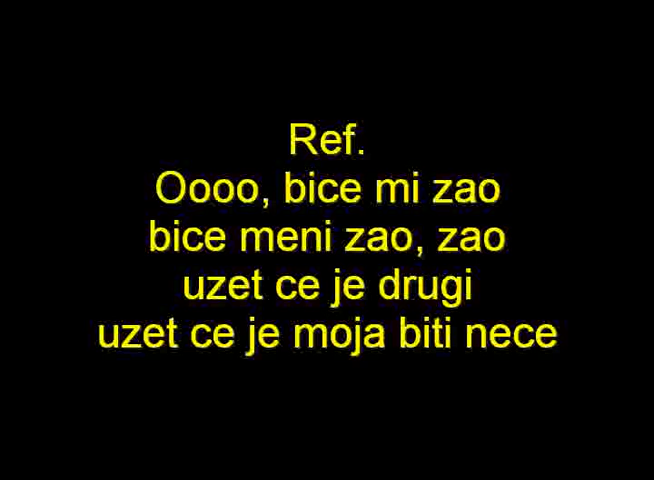 Ref.
Oooo, bice mi zao
bice meni zao, zao
uzet ce je drugi
uzet ce je moja biti nece